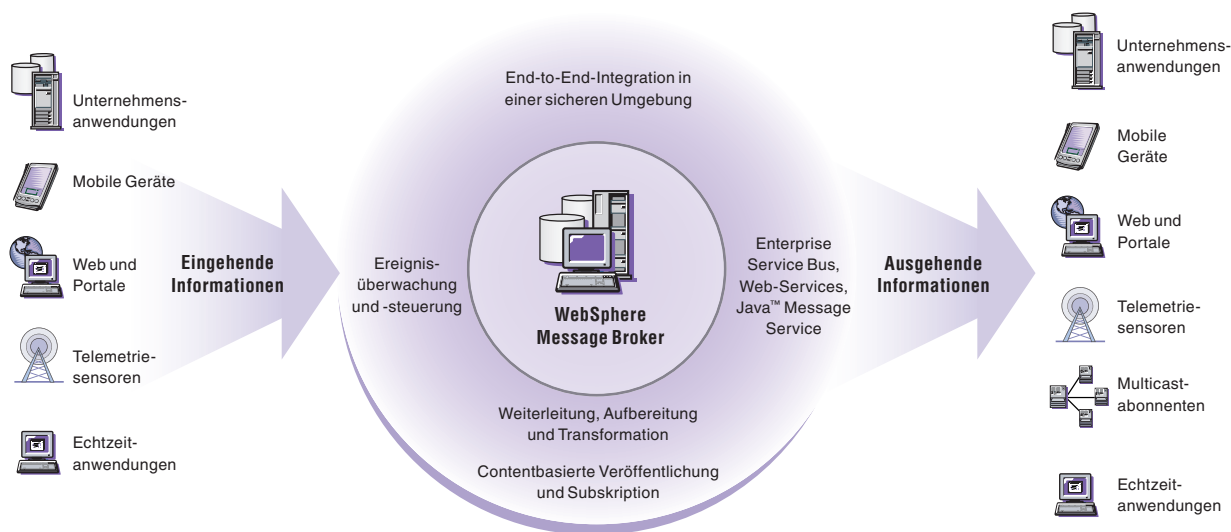 Unternehmens-
anwendungen
Mobile Geräte
Web und
Portale
Telemetrie-
sensoren
Echtzeit-
anwendungen
Eingehende
Informationen
End-to-End-Integration in
einer sicheren Umgebung
Ereignis-
überwachung
und -steuerung
WebSphere
Message Broker
Enterprise
Service Bus,
Web-Services,
Java™ Message
Service
Weiterleitung, Aufbereitung
und Transformation
Contentbasierte Veröffentlichung
und Subskription
Ausgehende
Informationen
Unternehmens-
anwendungen
Mobile
Geräte
Web und
Portale
Telemetrie-
sensoren
Multicast-
abonnenten
Echtzeit-
anwendungen